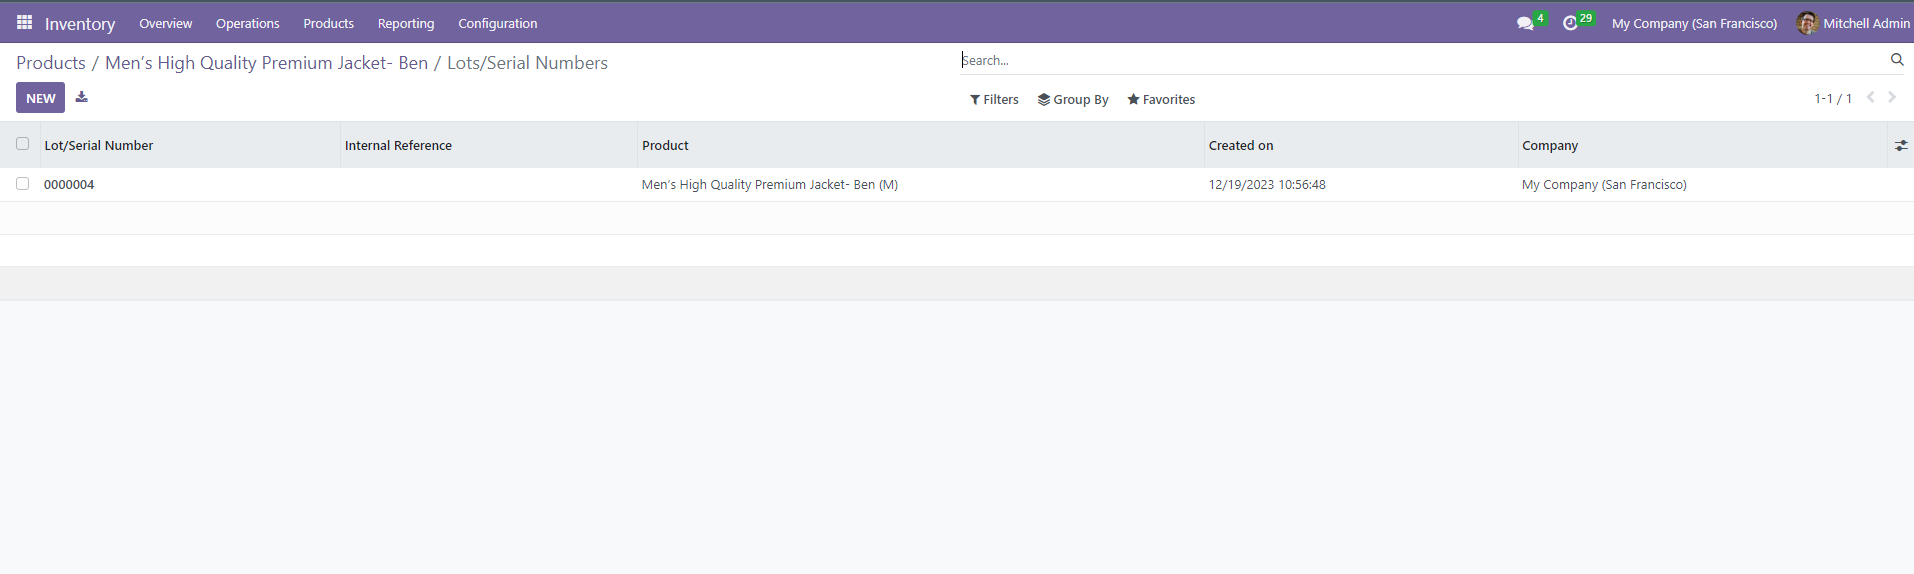 Inventory Overview Operations Products Reporting Configuration 4 29 My Company (San Francisco) Mitchell Admin
Products / Men’s High Quality Premium Jacket- Ben / Lots/Serial Numbers
Search...
NEW
Filters Group By Favorites
1-1 / 1
Lot/Serial Number Internal Reference Product Created on Company
0000004 Men’s High Quality Premium Jacket- Ben (M) 12/19/2023 10:56:48 My Company (San Francisco)